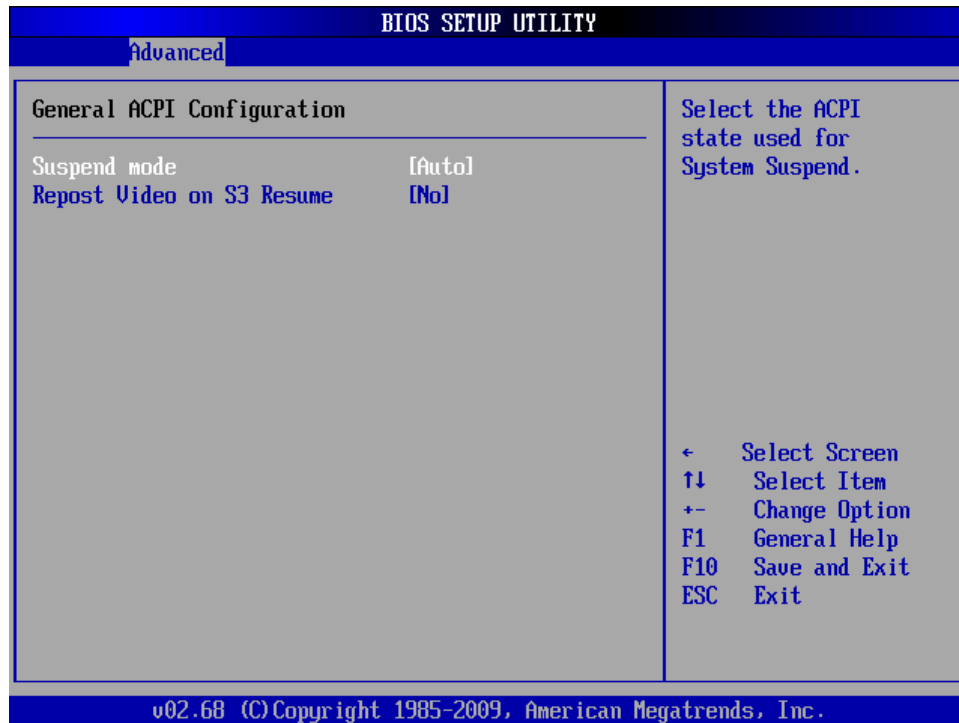 BIOS SETUP UTILITY
Advanced
General ACPI Configuration
Suspend mode [Auto]
Repost Video on S3 Resume [No]
Select the ACPI
state used for
System Suspend.
← Select Screen
↑↓ Select Item
+- Change Option
F1 General Help
F10 Save and Exit
ESC Exit
v02.68 (C)Copyright 1985-2009, American Megatrends, Inc.